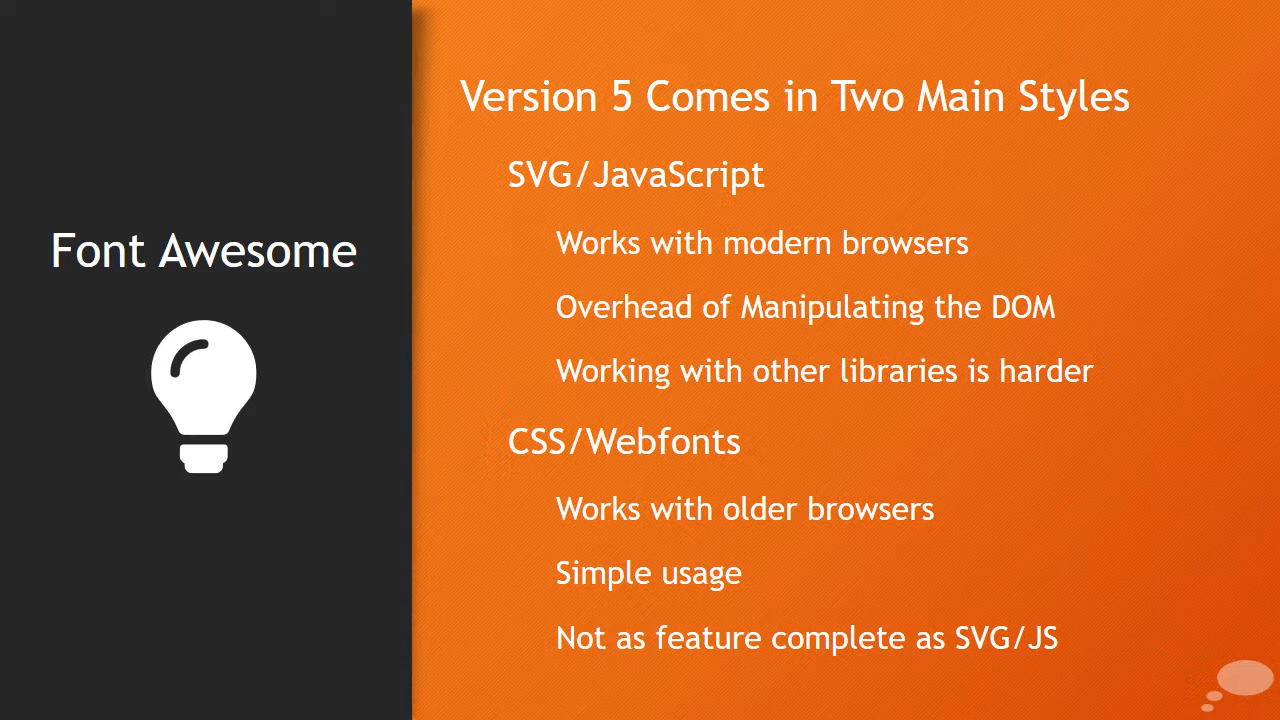 Font Awesome
Version 5 Comes in Two Main Styles
SVG/JavaScript
Works with modern browsers
Overhead of Manipulating the DOM
Working with other libraries is harder
CSS/Webfonts
Works with older browsers
Simple usage
Not as feature complete as SVG/JS